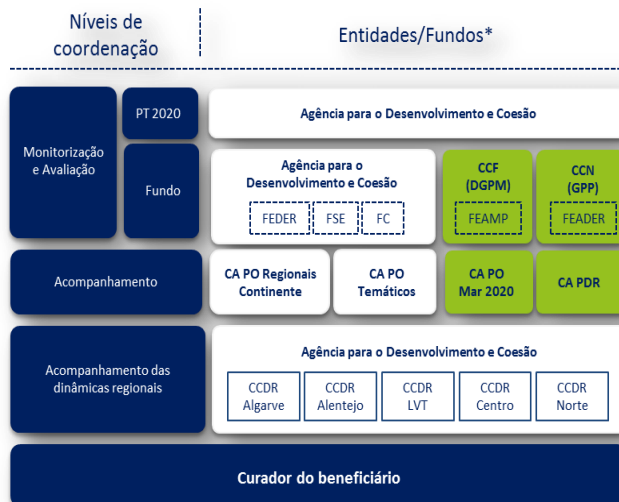 Níveis de
coordenação
Entidades/Fundos*
Monitorização
e Avaliação
PT 2020
Agência para o Desenvolvimento e Coesão
Fundo
Agência para o
Desenvolvimento e Coesão
FEDER
FSE
FC
CCF
(DGPM)
FEAMP
CCN
(GPP)
FEADER
Acompanhamento
CA PO Regionais
Continente
CA PO
Temáticos
CA PO
Mar 2020
CA PDR
Acompanhamento das
dinâmicas regionais
Agência para o Desenvolvimento e Coesão
CCDR
Algarve
CCDR
Alentejo
CCDR
LVT
CCDR
Centro
CCDR
Norte
Curador do beneficiário